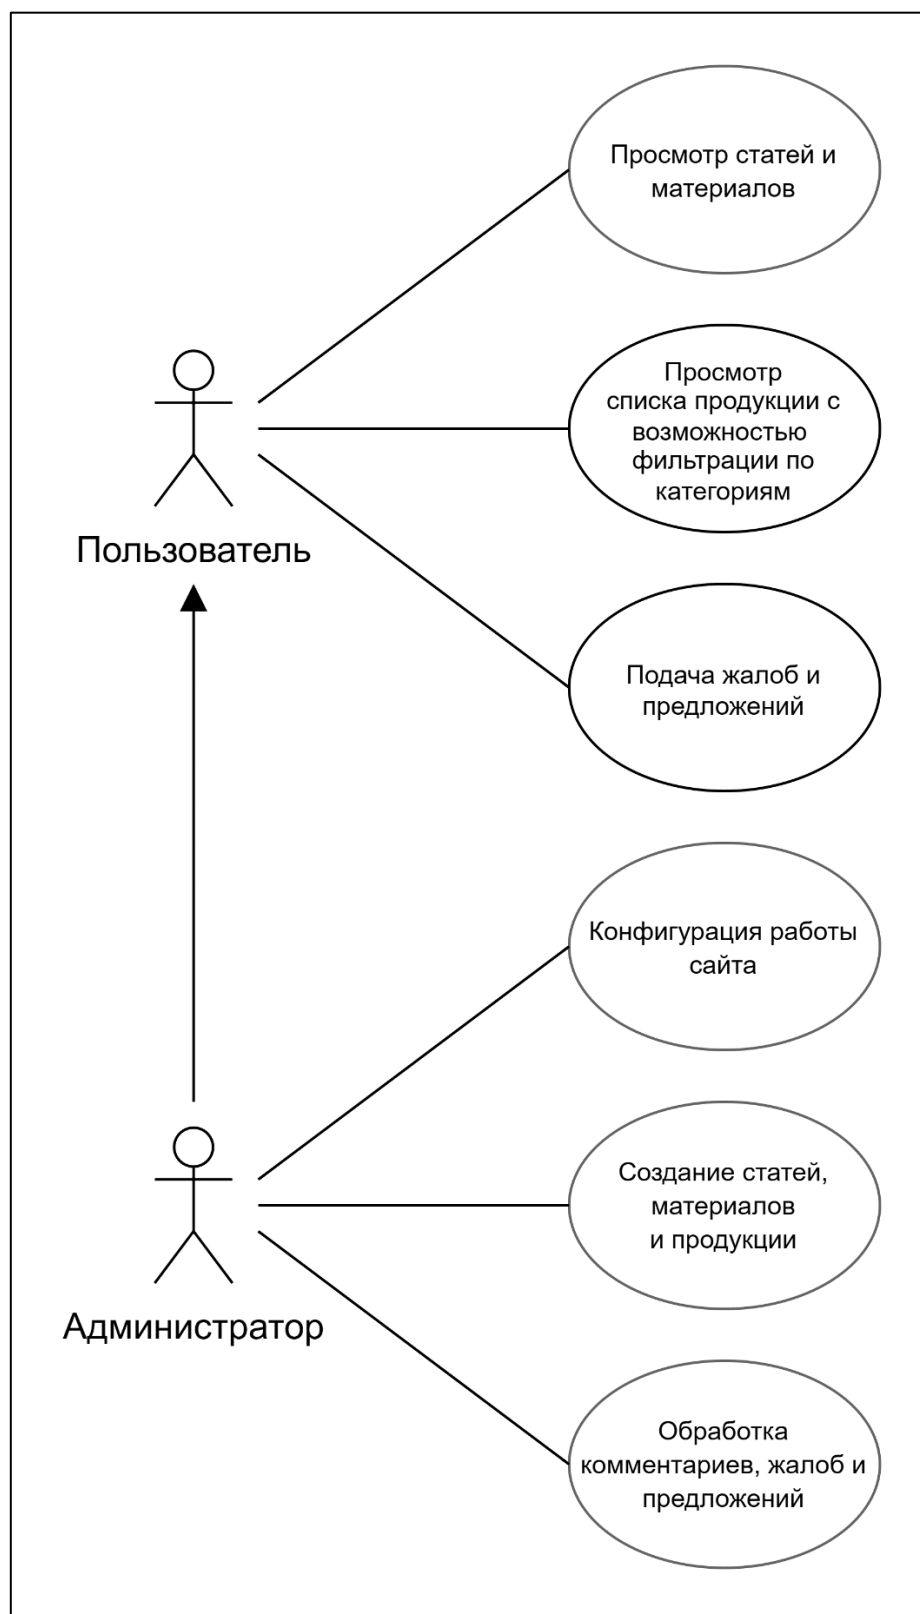 Просмотр статей и
материалов
Просмотр
списка продукции с
возможностью
фильтрации по
категориям
Пользователь
Подача жалоб и
предложений
Конфигурация работы
сайта
Создание статей,
материалов
и продукции
Администратор
Обработка
комментариев, жалоб и
предложений